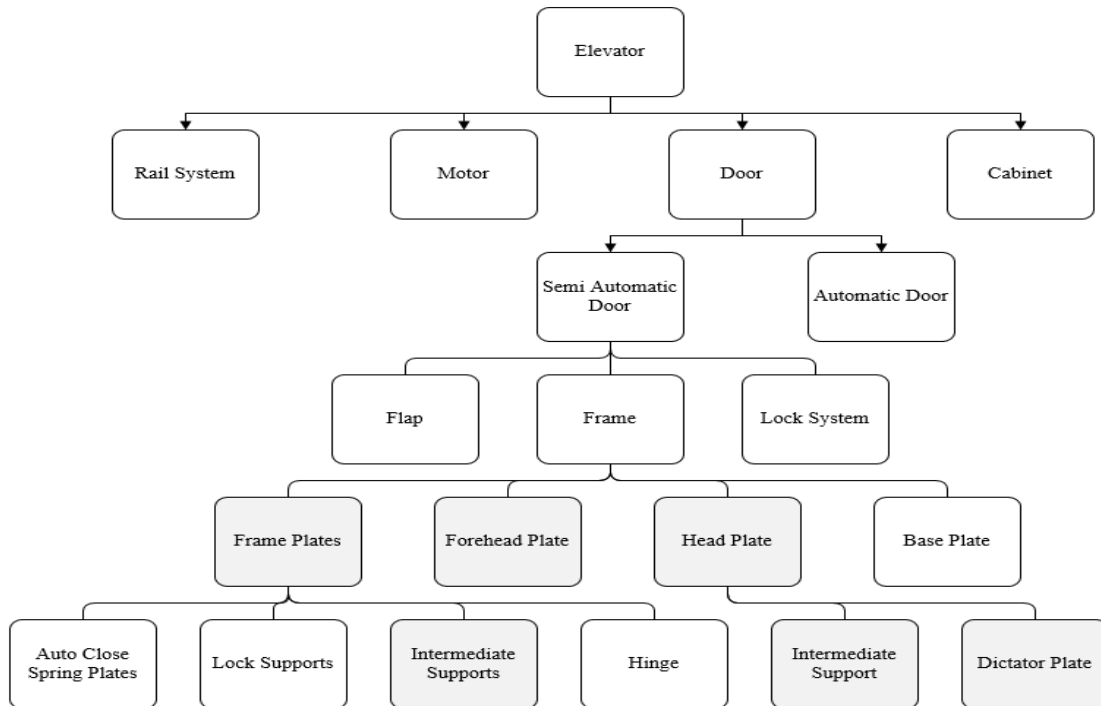 Elevator
Rail System
Motor
Door
Cabinet
Semi Automatic
Door
Automatic Door
Flap
Frame
Lock System
Frame Plates
Forehead Plate
Head Plate
Base Plate
Auto Close
Spring Plates
Lock Supports
Intermediate
Supports
Hinge
Intermediate
Support
Dictator Plate